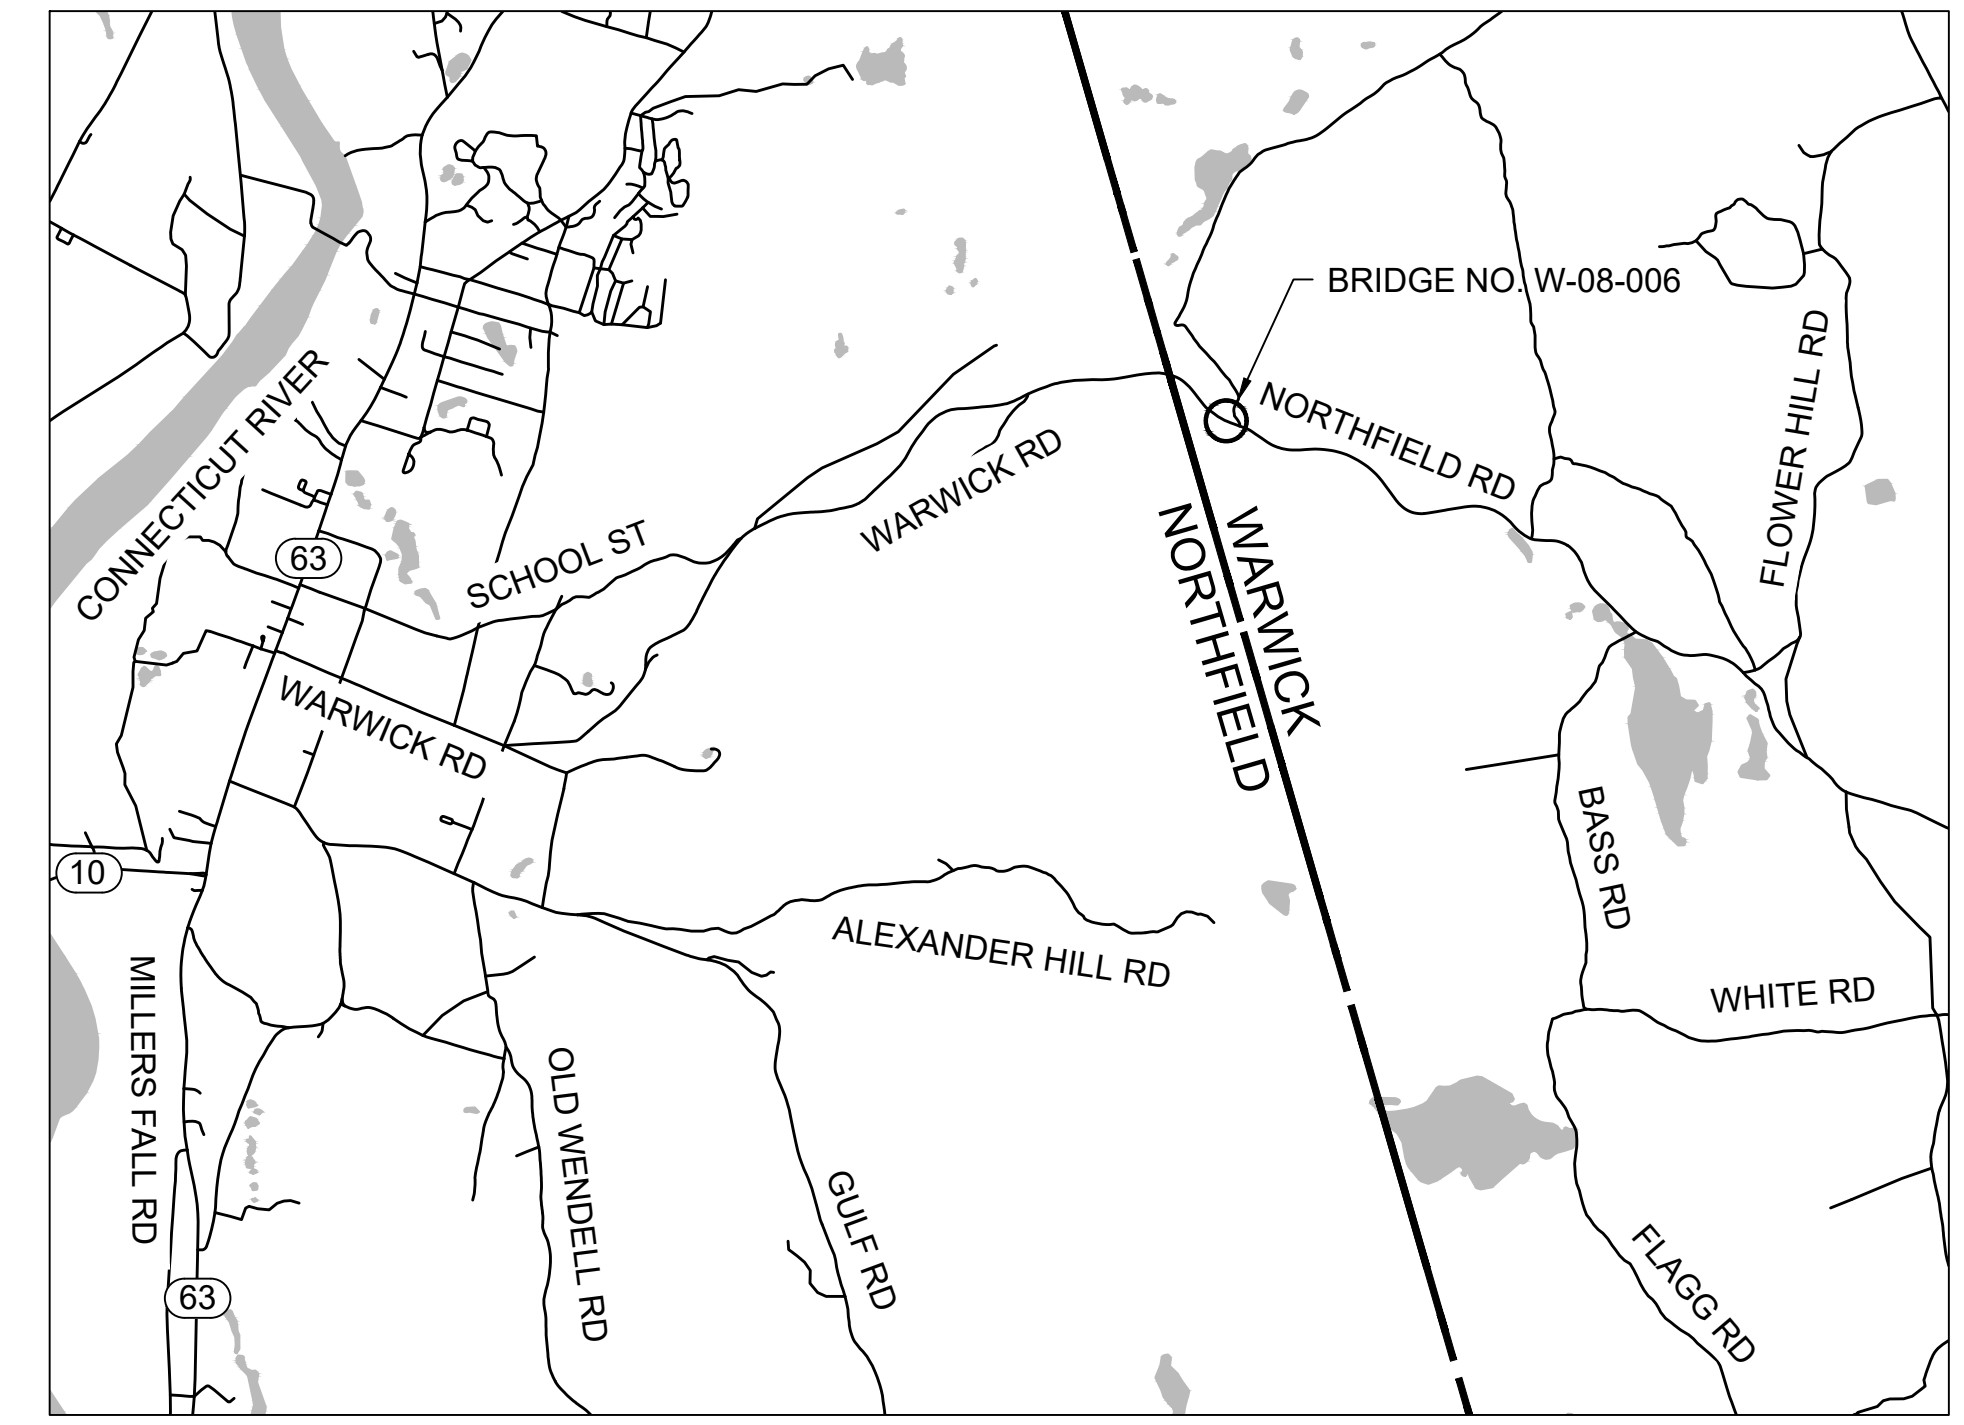 BRIDGE NO. W-08-006
NORTHFIELD RD
FLOWER HILL RD
CONNECTICUT RIVER
WARWICK RD
SCHOOL ST
63
WARWICK
NORTHFIELD
WARWICK RD
BASS RD
10
ALEXANDER HILL RD
WHITE RD
MILLERS FALL RD
OLD WENDELL RD
GULF RD
FLAGG RD
63